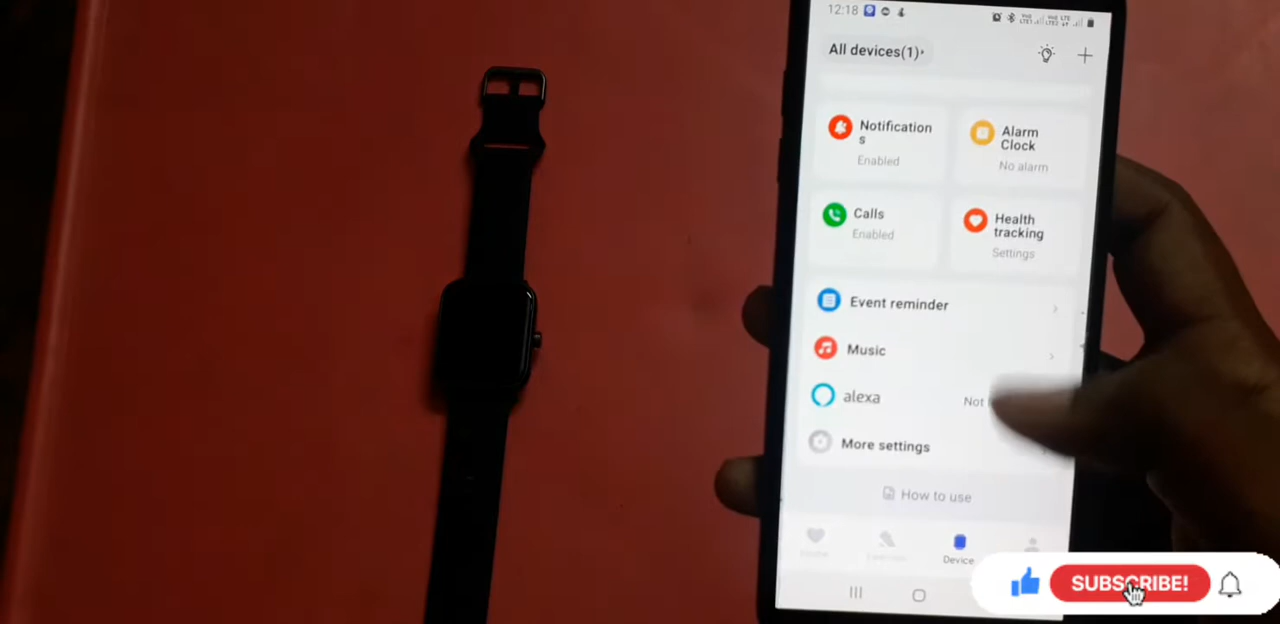 12:18
All devices(1)
Notification
s
Enabled
Alarm
Clock
No alarm
Calls
Enabled
Health
tracking
Settings
Event reminder
Music
alexa
Not
More settings
How to use
Device
SUBSCRIBE!